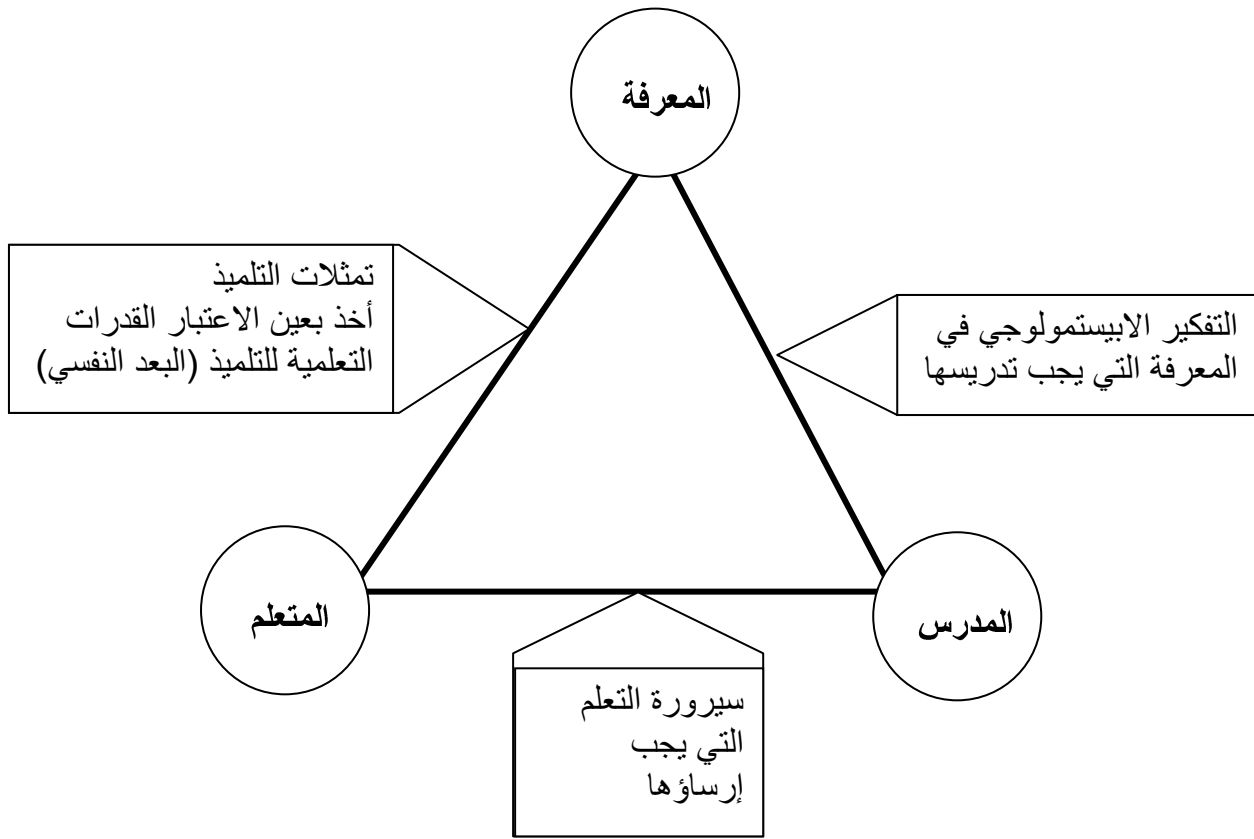 المعرفة
تمثلات التلميذ
أخذ بعين الاعتبار القدرات
التعلمية للتلميذ (البعد النفسي)
التفكير الابيستمولوجي في
المعرفة التي يجب تدريسها
المتعلم
المدرس
سيرورة التعلم
التي يجب
إرساؤها